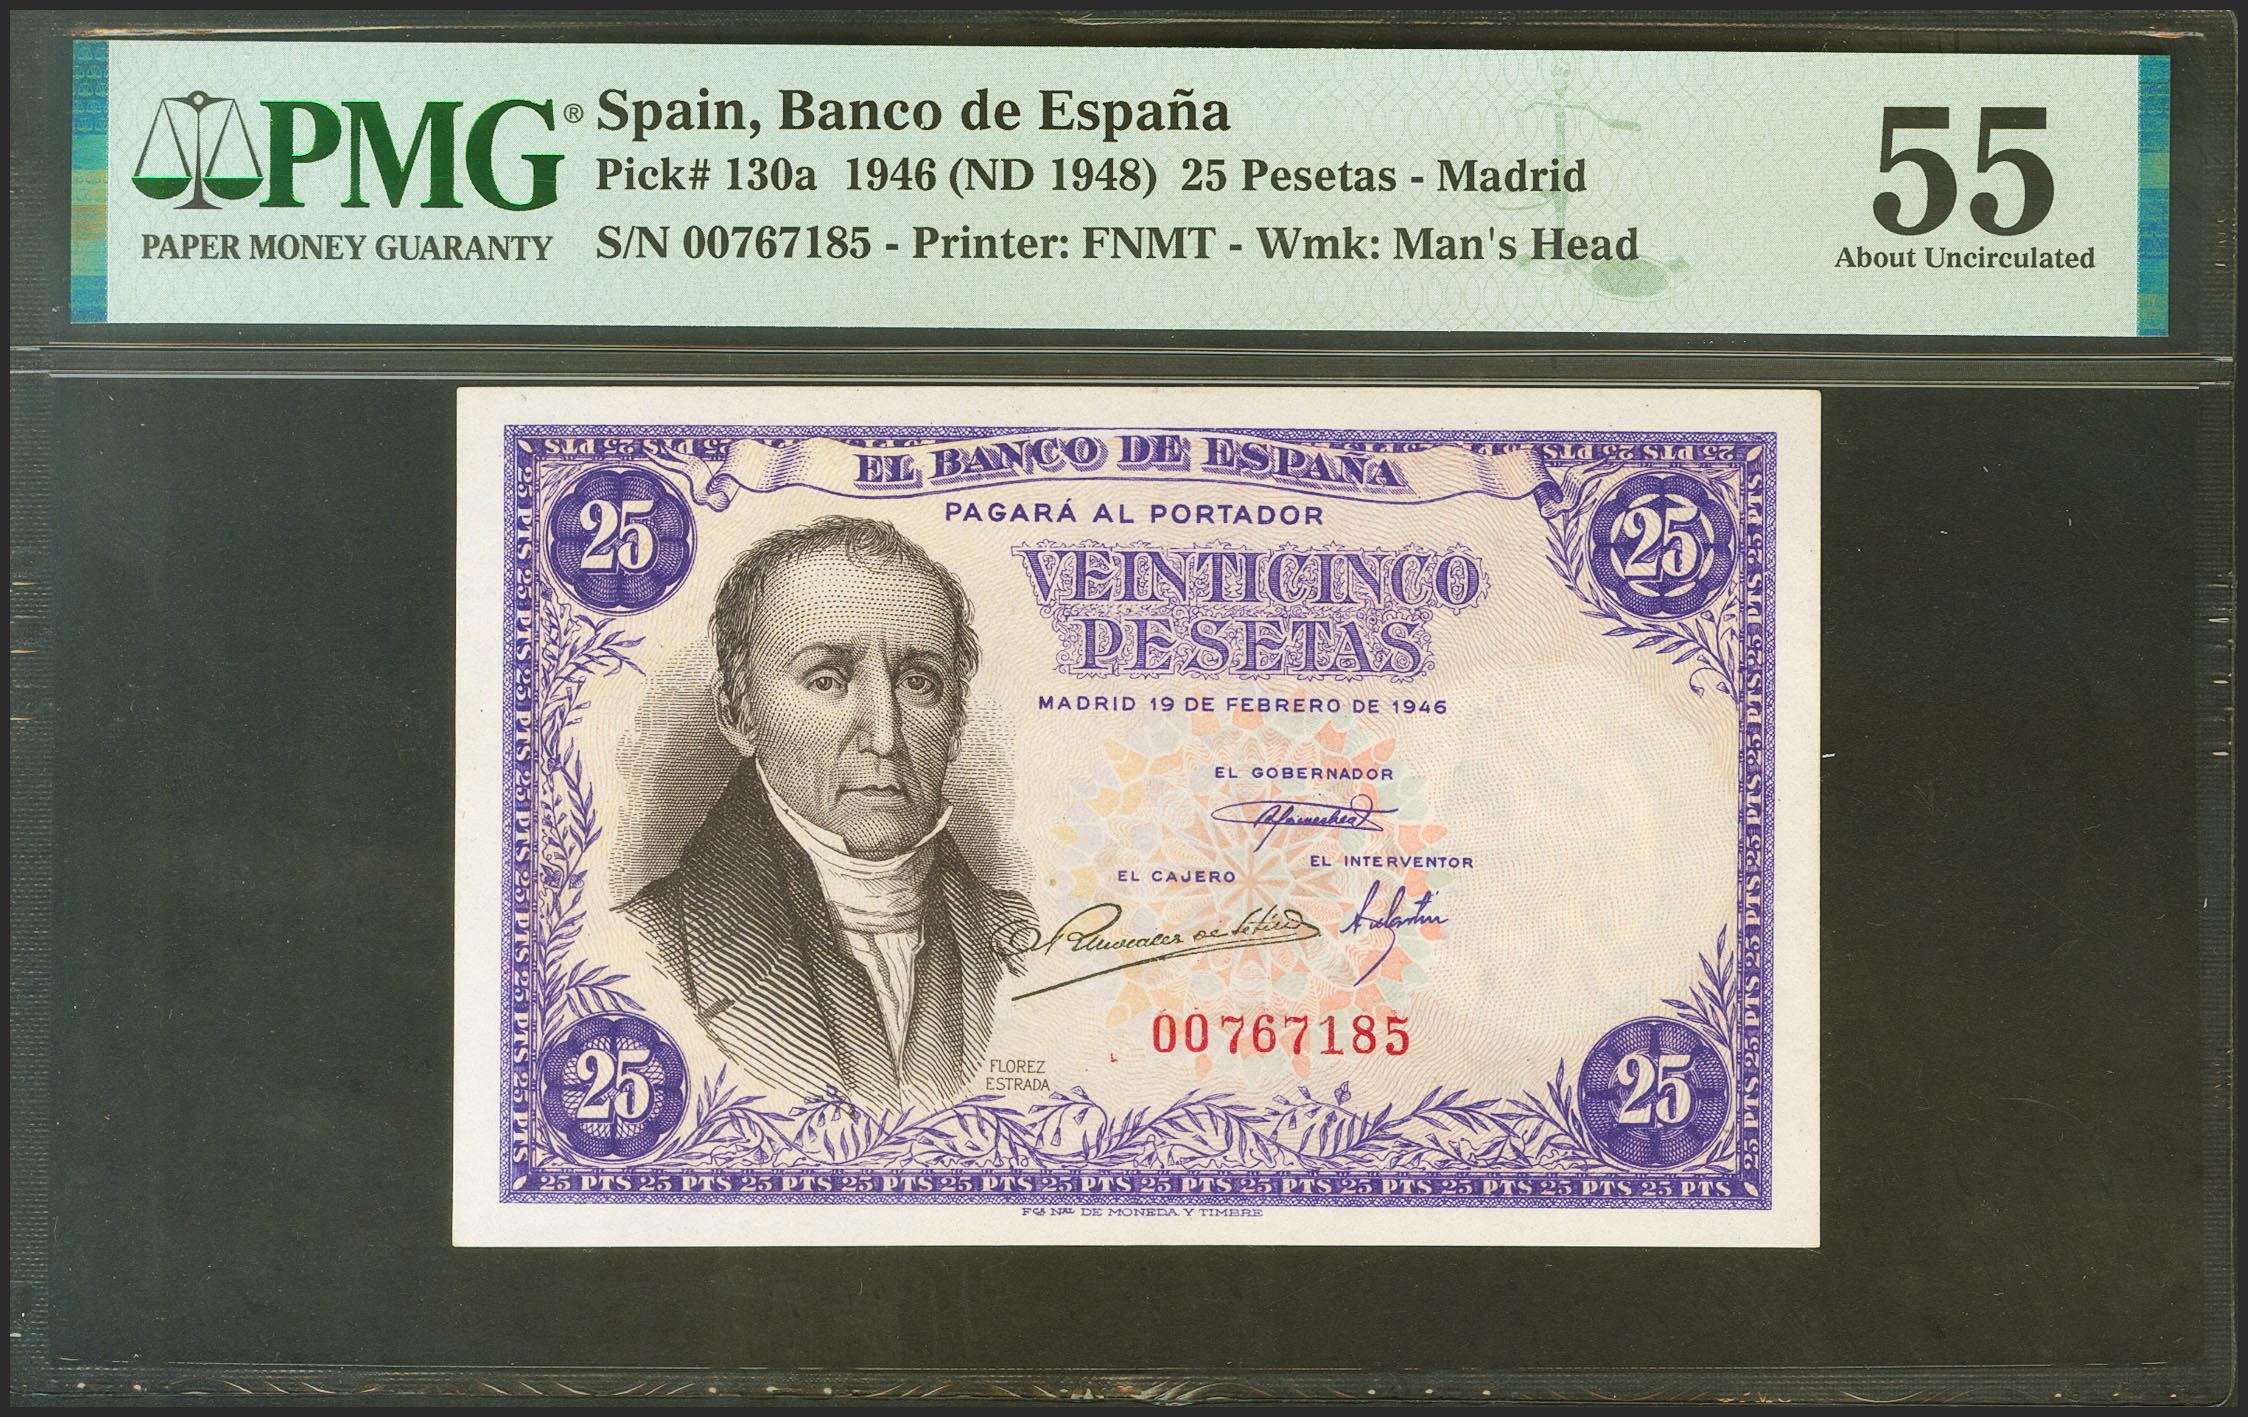 PMG®
PAPER MONEY GUARANTY
Spain, Banco de España
Pick# 130a 1946 (ND 1948) 25 Pesetas - Madrid
S/N 00767185 - Printer: FNMT - Wmk: Man's Head
55
About Uncirculated
EL BANCO DE ESPAÑA
PAGARÁ AL PORTADOR
25
25
VEINTICINCO
PESETAS
MADRID 19 DE FEBRERO DE 1946
EL GOBERNADOR
EL INTERVENTOR
EL CAJERO
00767185
FLOREZ
ESTRADA
25
25
25 PTS 25 PTS 25 PTS 25 PTS 25 PTS 25 PTS 25 PTS 25 PTS 25 PTS 25 PTS 25 PTS 25 PTS
FCA NAL DE MONEDA Y TIMBRE